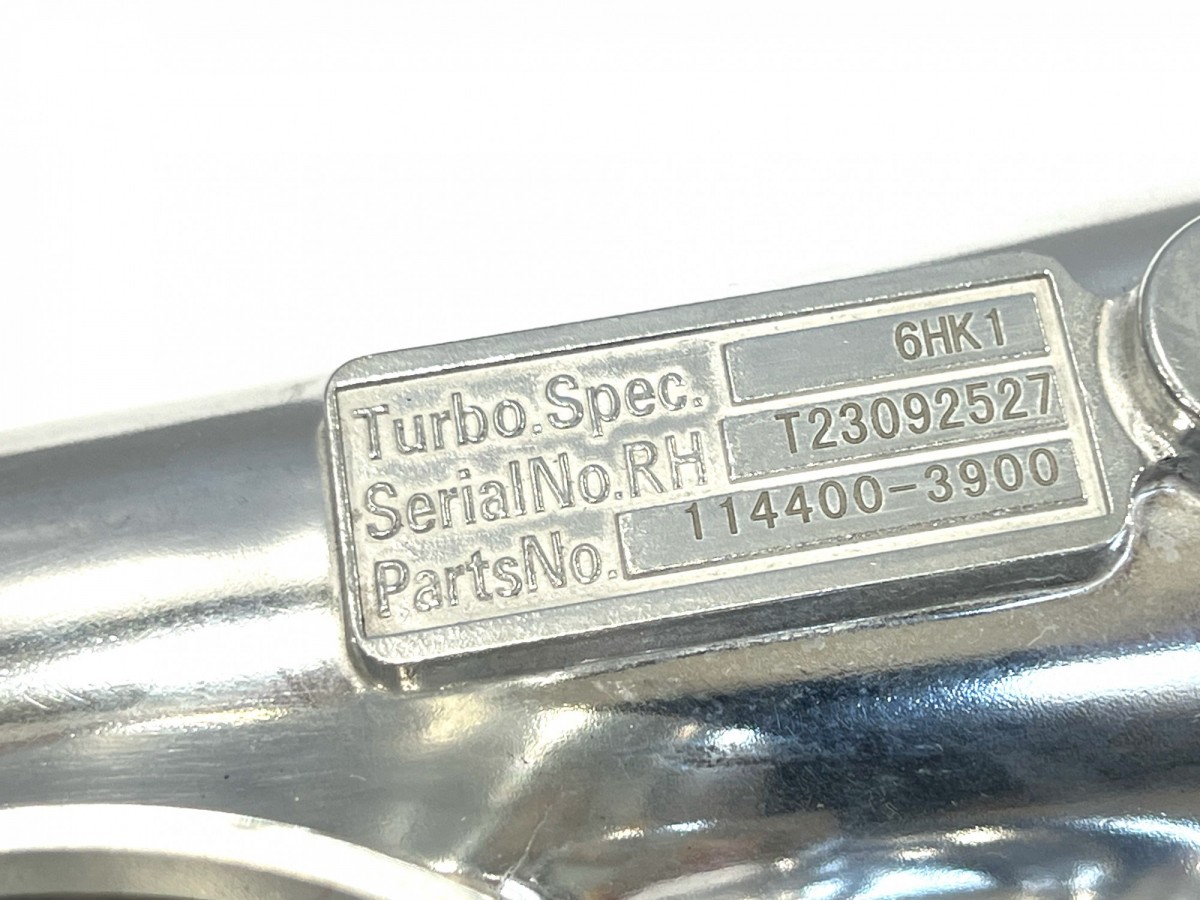 Turbo.Spec. 6HK1
SerialNo.RH T23092527
PartsNo. 114400-3900